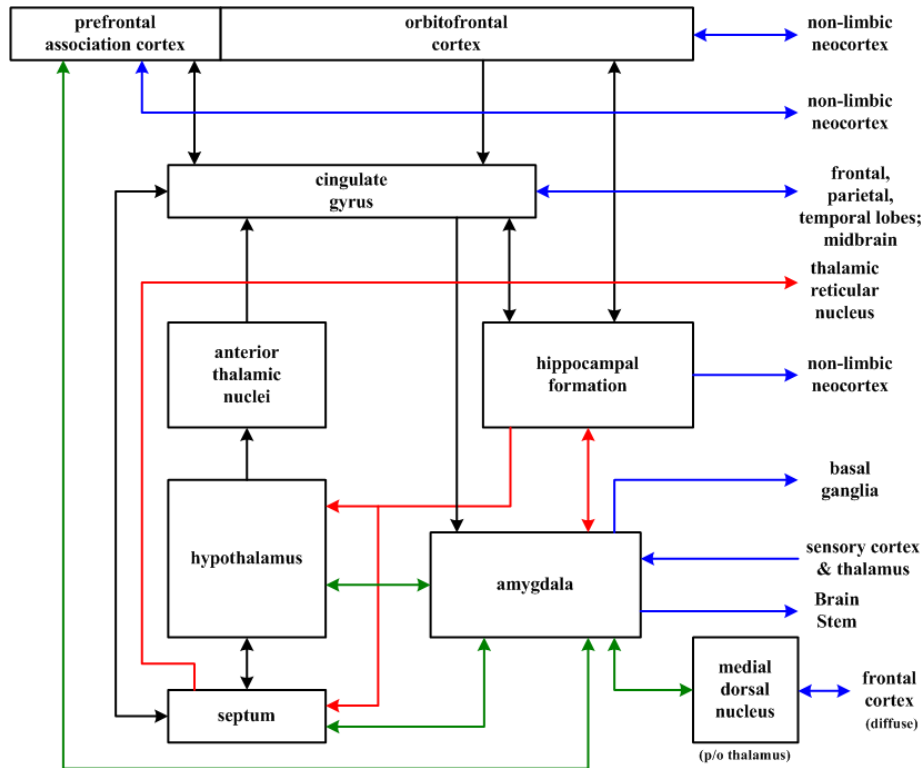 prefrontal
association cortex
orbitofrontal
cortex
non-limbic
neocortex
non-limbic
neocortex
cingulate
gyrus
frontal,
parietal,
temporal lobes;
midbrain
thalamic
reticular
nucleus
anterior
thalamic
nuclei
hippocampal
formation
non-limbic
neocortex
basal
ganglia
hypothalamus
amygdala
sensory cortex
& thalamus
Brain
Stem
septum
medial
dorsal
nucleus
(p/o thalamus)
frontal
cortex
(diffuse)